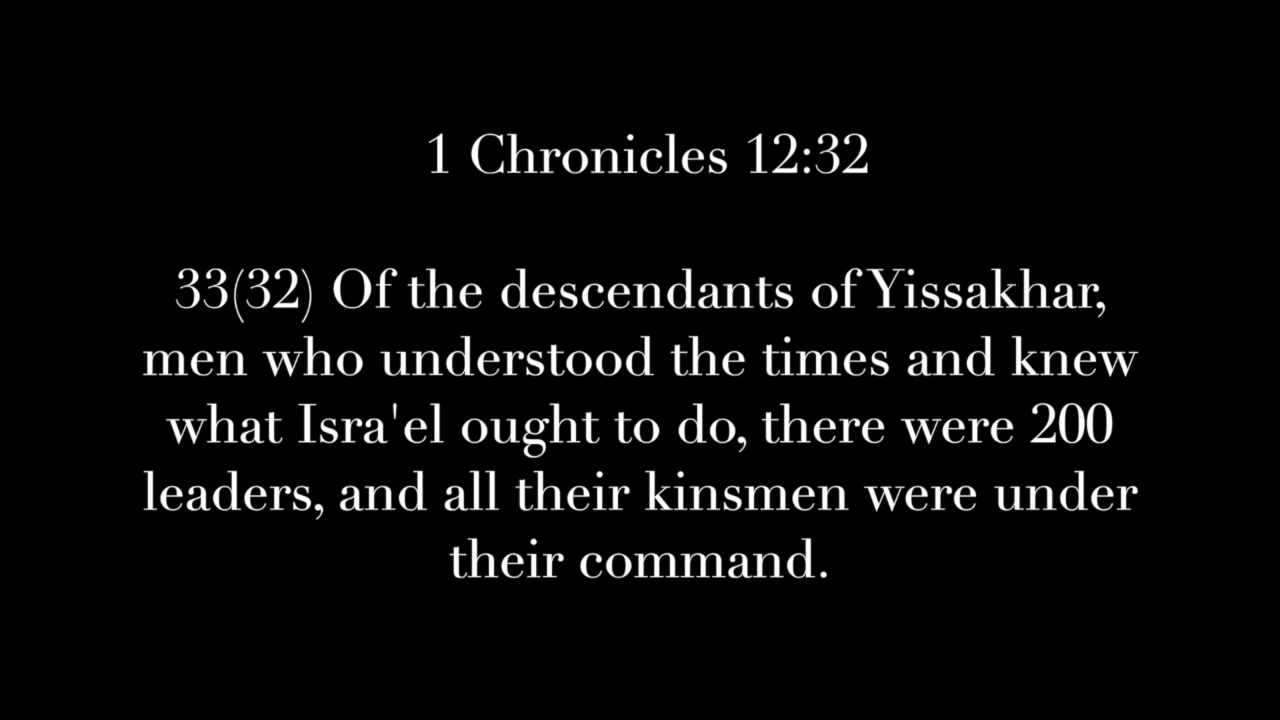 1 Chronicles 12:32
33(32) Of the descendants of Yissakhar,
men who understood the times and knew
what Isra'el ought to do, there were 200
leaders, and all their kinsmen were under
their command.